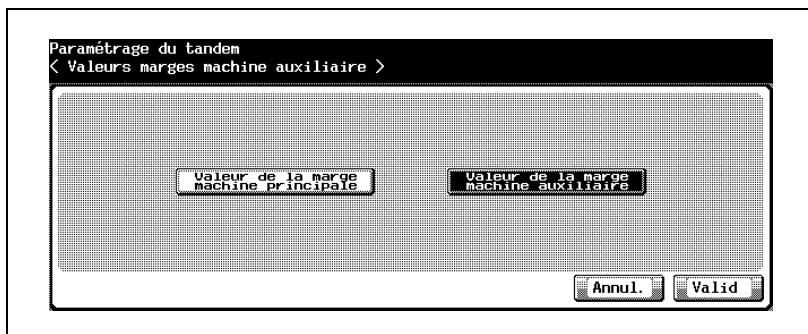 Paramétrage du tandem
< Valeurs marges machine auxiliaire >
Valeur de la marge
machine principale
Valeur de la marge
machine auxiliaire
Annul.
Valid